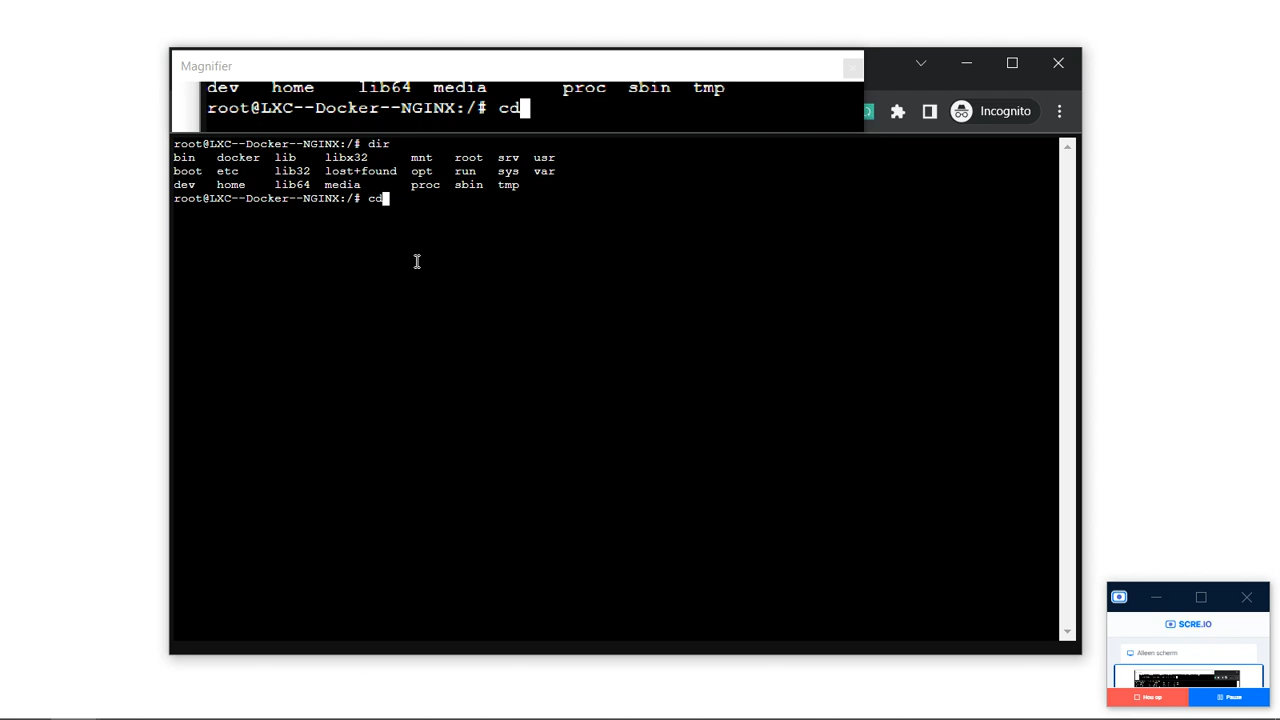 Magnifier
dev home lib64 media proc sbin tmp
root@LXC--Docker--NGINX:/# cd
Incognito
root@LXC--Docker--NGINX:/# dir
bin docker lib libx32 mnt root srv usr
boot etc lib32 lost+found opt run sys var
dev home lib64 media proc sbin tmp
root@LXC--Docker--NGINX:/# cd
SCRE.IO
Alleen scherm
Pauze